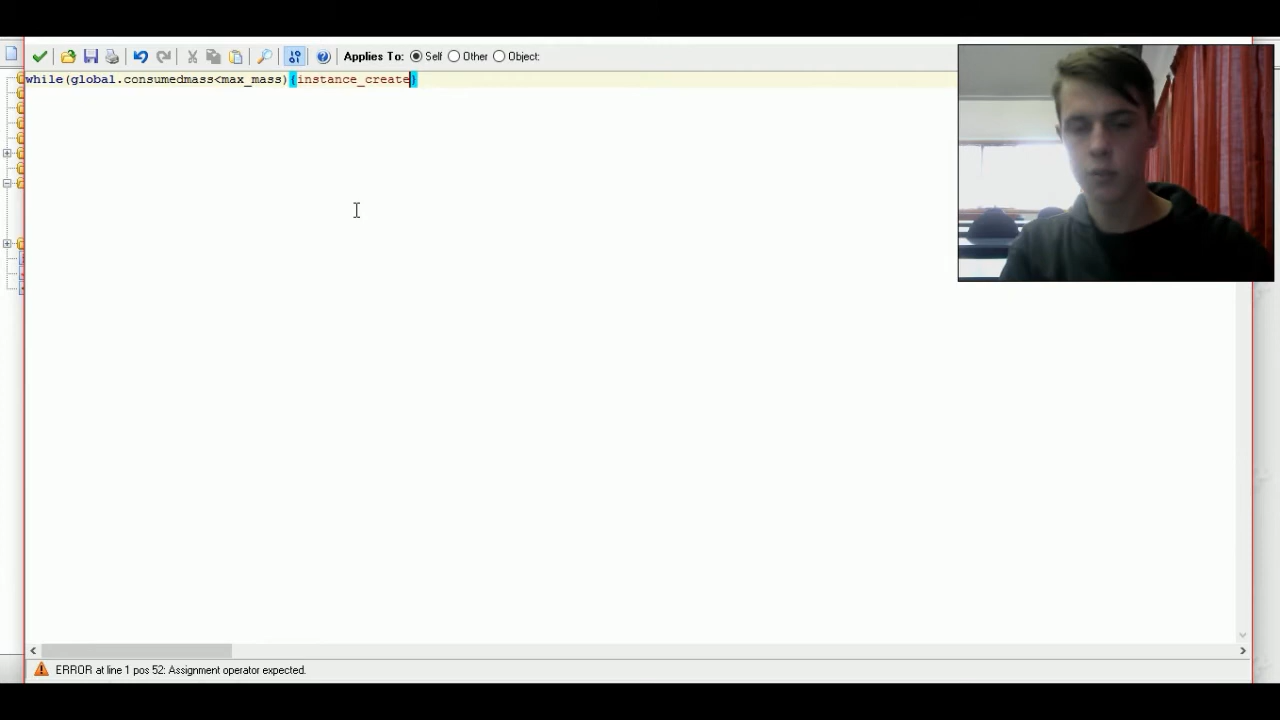 Applies To: Self Other Object:
while(global.consumedmass<max_mass){instance_create}
ERROR at line 1 pos 52: Assignment operator expected.